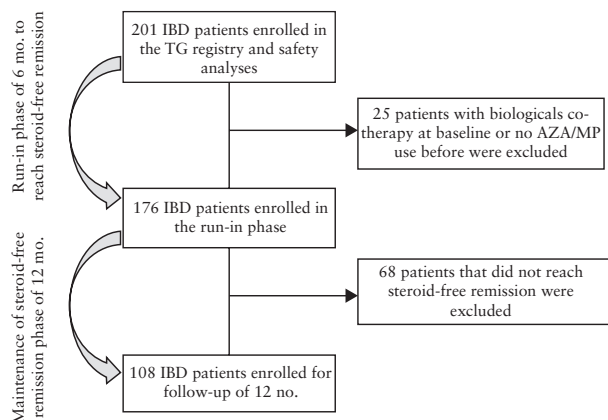 Run-in phase of 6 mo. to
reach steroid-free remission
201 IBD patients enrolled in
the TG registry and safety
analyses
25 patients with biologicals co-
therapy at baseline or no AZA/MP
use before were excluded
176 IBD patients enrolled in
the run-in phase
Maintenance of steroid-free
remission phase of 12 mo.
68 patients that did not reach
steroid-free remission were
excluded
108 IBD patients enrolled for
follow-up of 12 no.